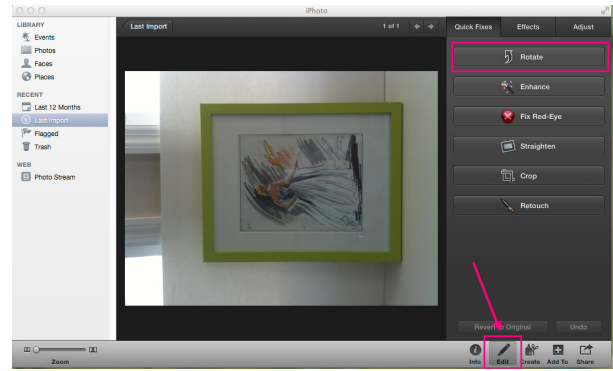 iPhoto
LIBRARY
Events
Photos
Faces
Places
RECENT
Last 12 Months
Last Import
Flagged
Trash
WEB
Photo Stream
Last Import
1 of 1
Quick Fixes Effects Adjust
Rotate
Enhance
Fix Red-Eye
Straighten
Crop
Retouch
Revert to Original Undo
Zoom
Info Edit Create Add To Share